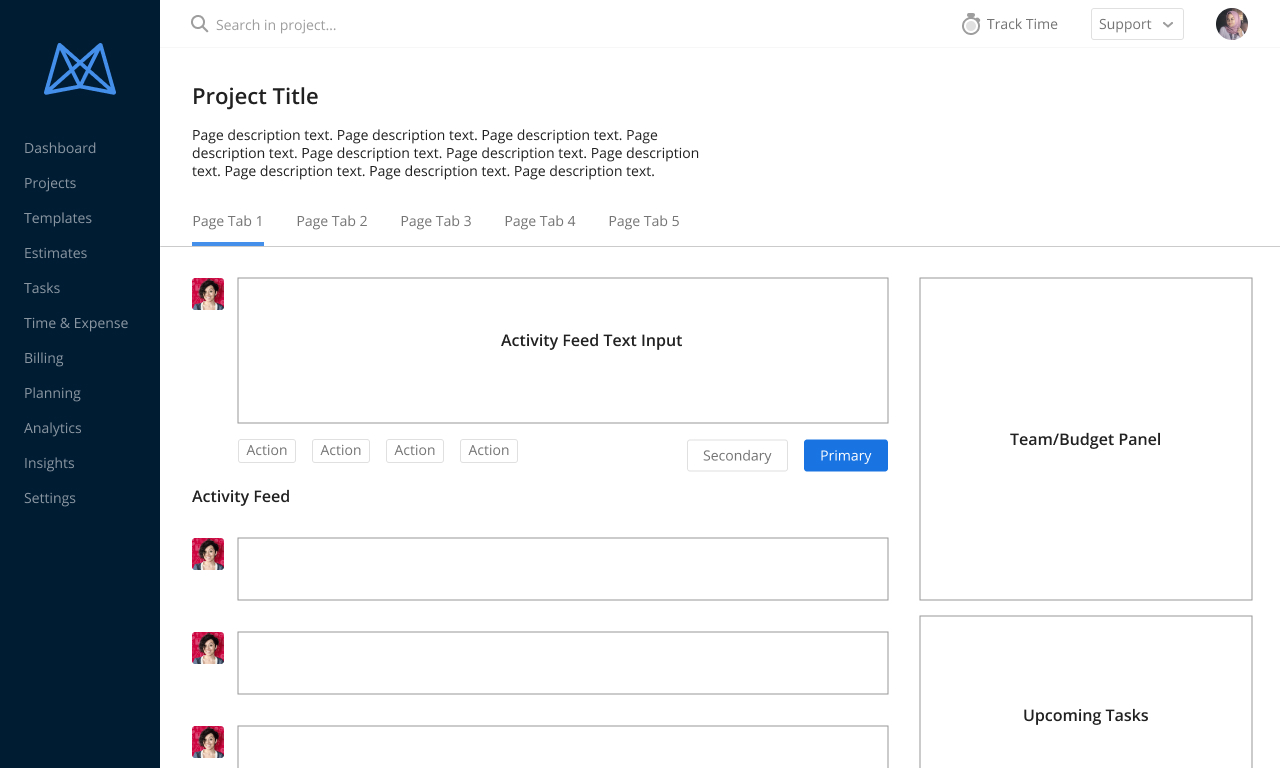 Search in project...
Track Time
Support
Dashboard
Projects
Templates
Estimates
Tasks
Time & Expense
Billing
Planning
Analytics
Insights
Settings
Project Title
Page description text. Page description text. Page description text. Page
description text. Page description text. Page description text. Page description
text. Page description text. Page description text. Page description text.
Page Tab 1
Page Tab 2
Page Tab 3
Page Tab 4
Page Tab 5
Activity Feed Text Input
Action
Action
Action
Action
Secondary
Primary
Activity Feed
Team/Budget Panel
Upcoming Tasks